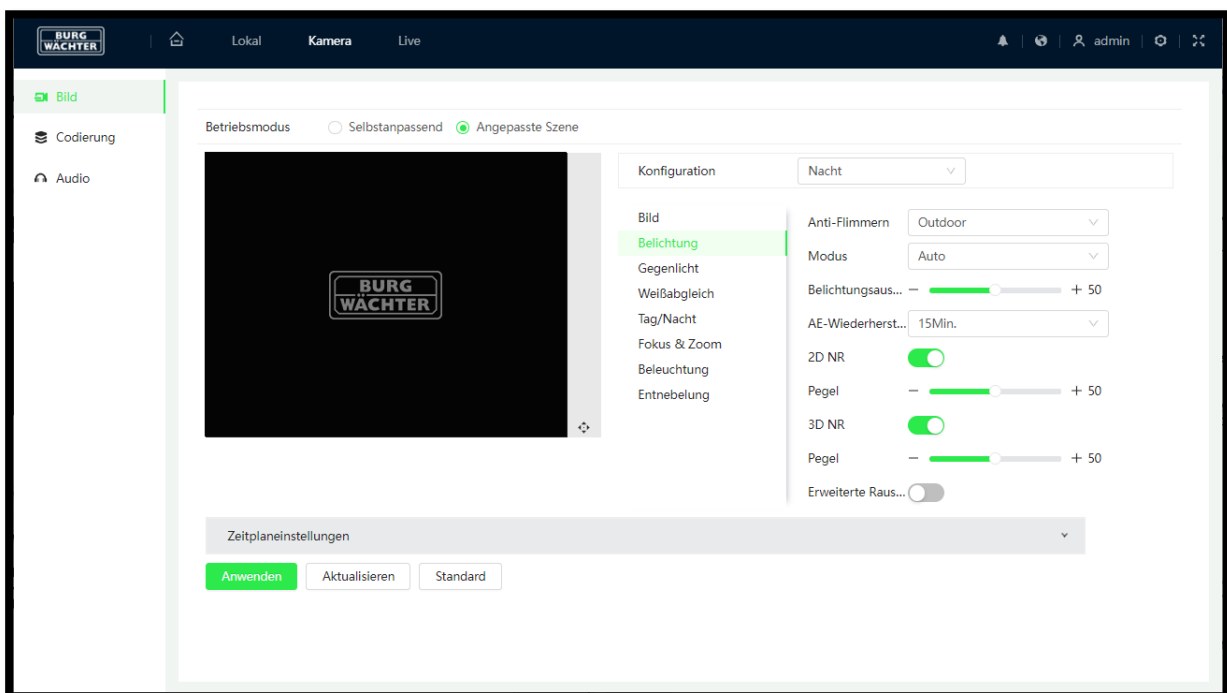 BURG
WÄCHTER
Lokal
Kamera
Live
admin
Bild
Codierung
Audio
Betriebsmodus
Selbstanpassend
Angepasste Szene
BURG
WÄCHTER
Konfiguration
Nacht
Bild
Belichtung
Gegenlicht
Weißabgleich
Tag/Nacht
Fokus & Zoom
Beleuchtung
Entnebelung
Anti-Flimmern Outdoor
Modus Auto
Belichtungsaus... − + 50
AE-Wiederherst... 15Min.
2D NR
Pegel − + 50
3D NR
Pegel − + 50
Erweiterte Raus...
Zeitplaneinstellungen
Anwenden
Aktualisieren
Standard